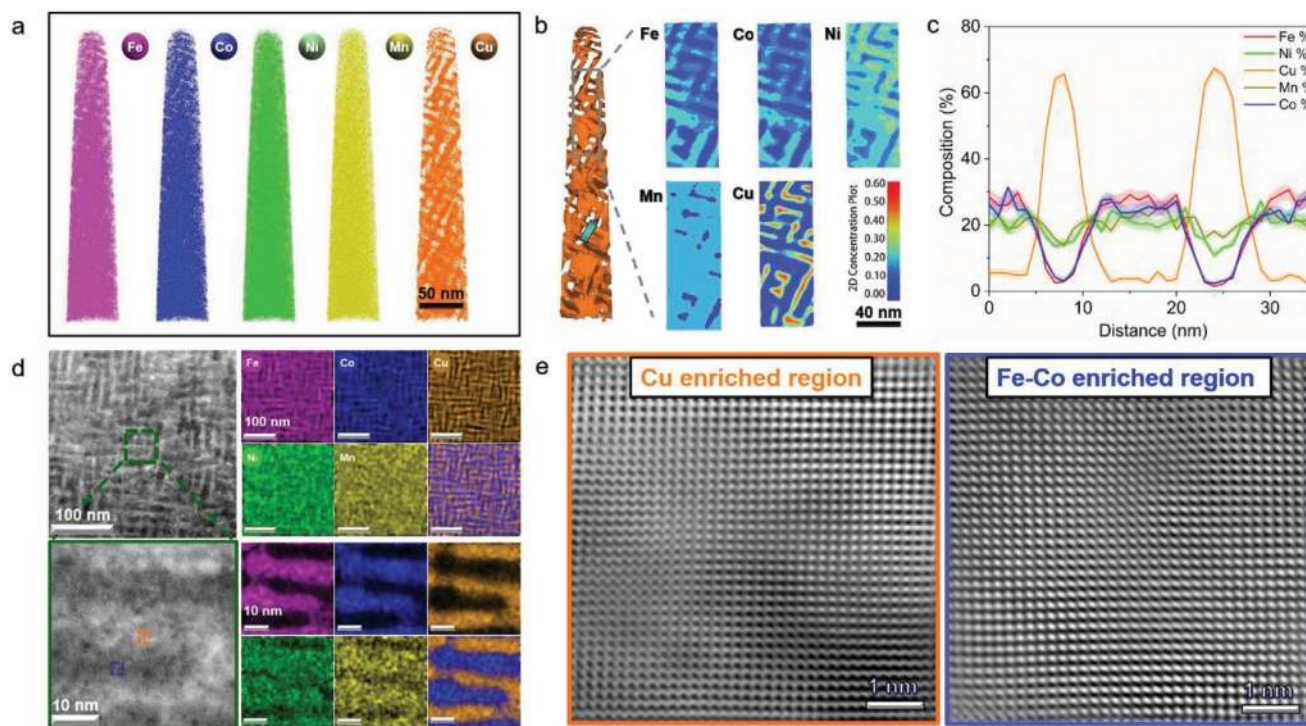 a
Fe
Co
Ni
Mn
Cu
50 nm
b
Fe
Co
Ni
Mn
Cu
0.60
0.50
0.40
0.30
0.20
0.10
0.00
2D Concentration Plot
40 nm
c
Fe %
Ni %
Cu %
Mn %
Co %
80
60
40
20
0
Composition (%)
0
10
20
30
Distance (nm)
d
100 nm
Fe
Co
Cu
100 nm
Ni
Mn
10 nm
10 nm
e
Cu enriched region
1 nm
Fe-Co enriched region
1 nm